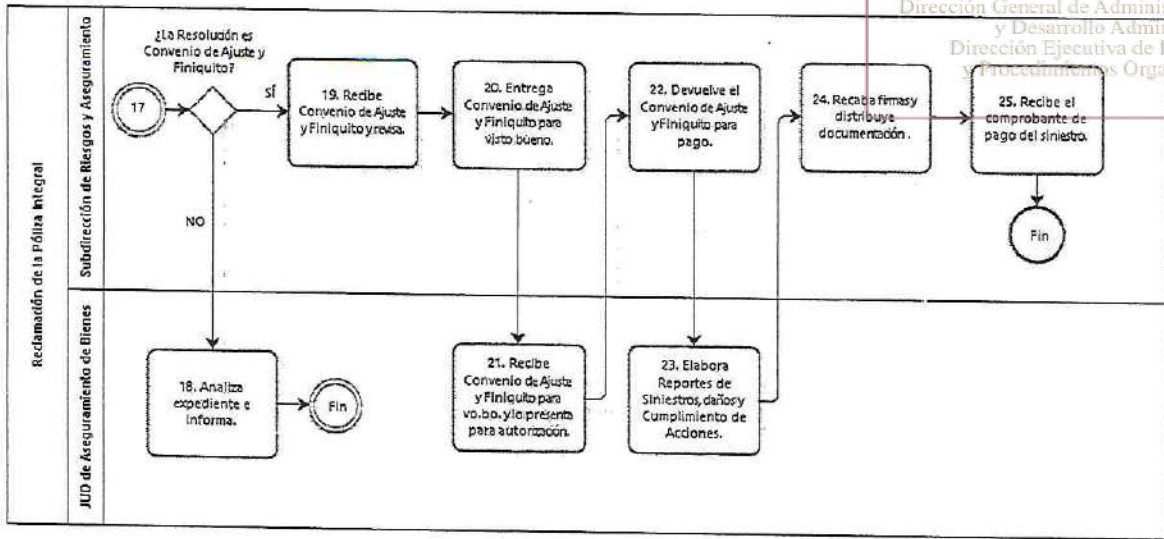 Dirección General de Adminis
y Desarrollo Admin
Dirección Ejecutiva de
y Procedimientos Orga
Reclamación de la Póliza Integral
Subdirección de Riesgos y Aseguramiento
¿La Resolución es
Convenio de Ajuste y
Finiquito?
17
SÍ
NO
19. Recibe
Convenio de Ajuste
y Finiquito y revisa.
20. Entrega
Convenio de Ajuste
y Finiquito para
visto bueno.
22. Devuelve el
Convenio de Ajuste
y Finiquito para
pago.
24. Recaba firmas y
distribuye
documentación.
25. Recibe el
comprobante de
pago del siniestro.
Fin
JUD de Aseguramiento de Bienes
18. Analiza
expediente e
informa.
Fin
21. Recibe
Convenio de Ajuste
y Finiquito para
vo.bo. y lo presenta
para autorización.
23. Elabora
Reportes de
Siniestros, daños y
Cumplimiento de
Acciones.